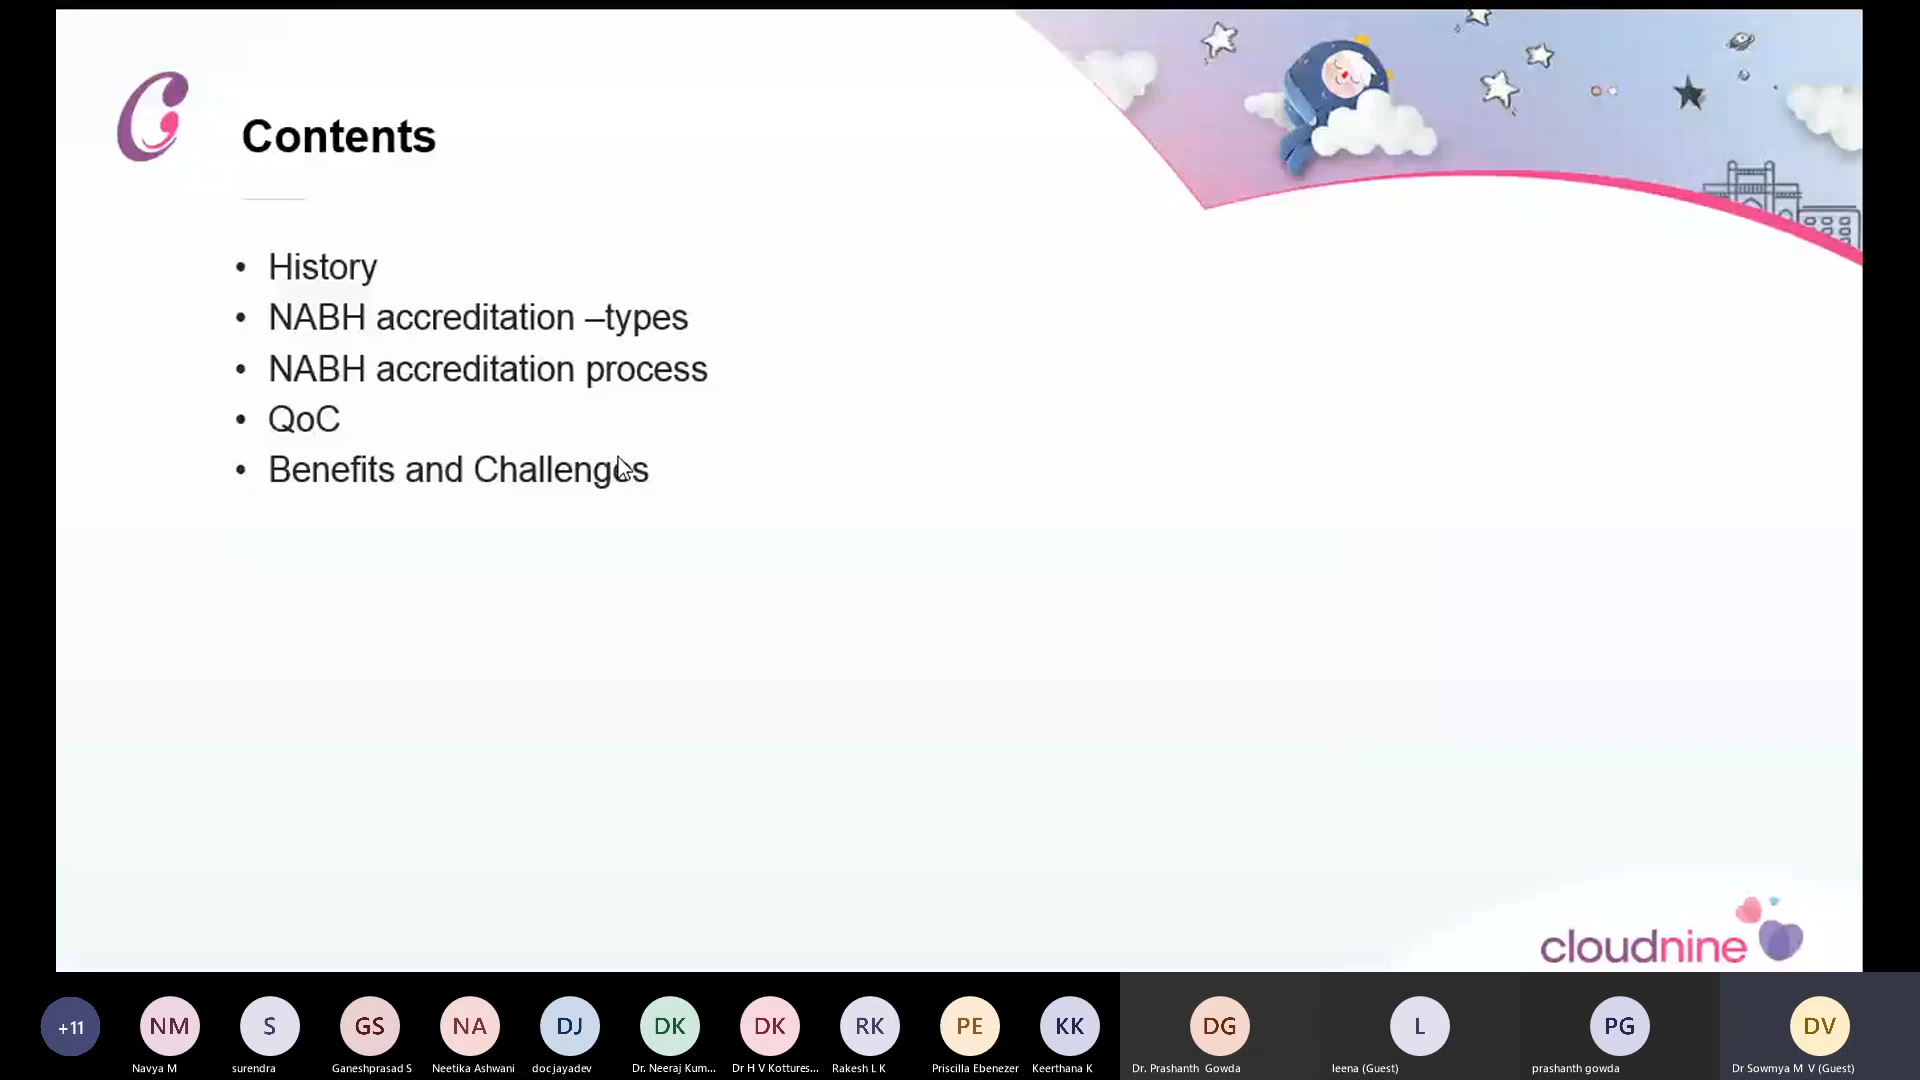 Contents
• History
• NABH accreditation –types
• NABH accreditation process
• QoC
• Benefits and Challenges
cloudnine
+11
NM
S
GS
NA
DJ
DK
DK
RK
PE
KK
DG
L
PG
DV
Navya M
surendra
Ganeshprasad S
Neetika Ashwani
docjayadev
Dr. Neeraj Kum...
Dr H V Kottures...
Rakesh L K
Priscilla Ebenezer
Keerthana K
Dr. Prashanth Gowda
leena (Guest)
prashanth gowda
Dr Sowmya M V (Guest)